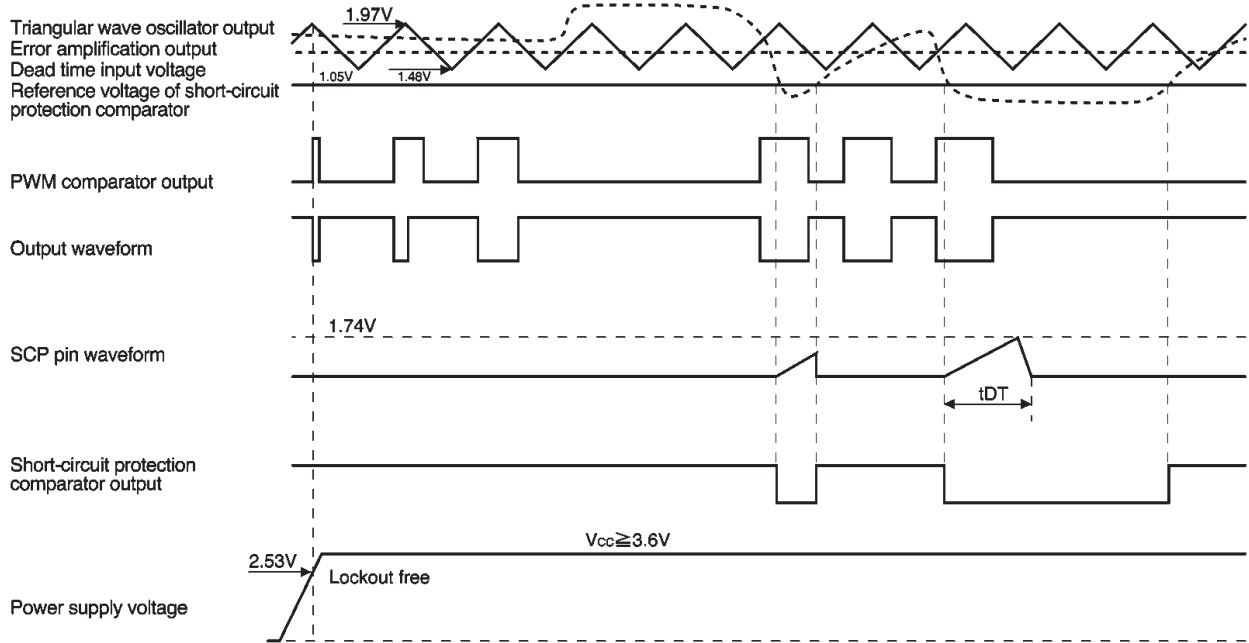 Triangular wave oscillator output
1.97V
Error amplification output
Dead time input voltage
1.05V
1.48V
Reference voltage of short-circuit
protection comparator
PWM comparator output
Output waveform
1.74V
SCP pin waveform
tDT
Short-circuit protection
comparator output
Vcc≧3.6V
2.53V
Lockout free
Power supply voltage